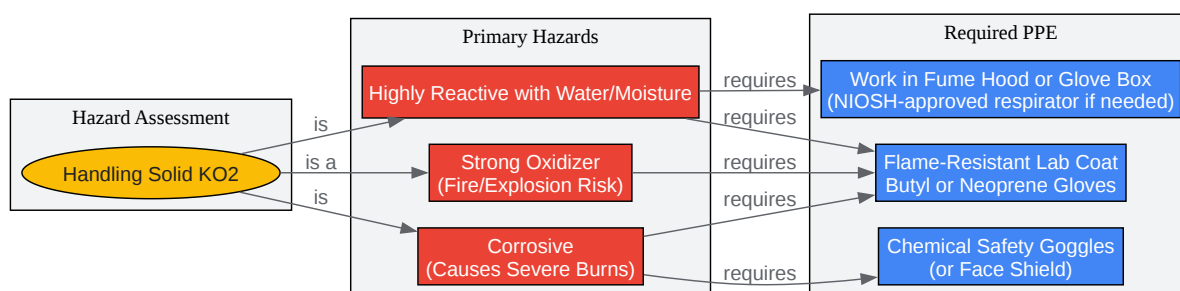 Hazard Assessment
Handling Solid KO2
is
is a
is
Primary Hazards
Highly Reactive with Water/Moisture
Strong Oxidizer
(Fire/Explosion Risk)
Corrosive
(Causes Severe Burns)
requires
requires
requires
requires
requires
Required PPE
Work in Fume Hood or Glove Box
(NIOSH-approved respirator if needed)
Flame-Resistant Lab Coat
Butyl or Neoprene Gloves
Chemical Safety Goggles
(or Face Shield)